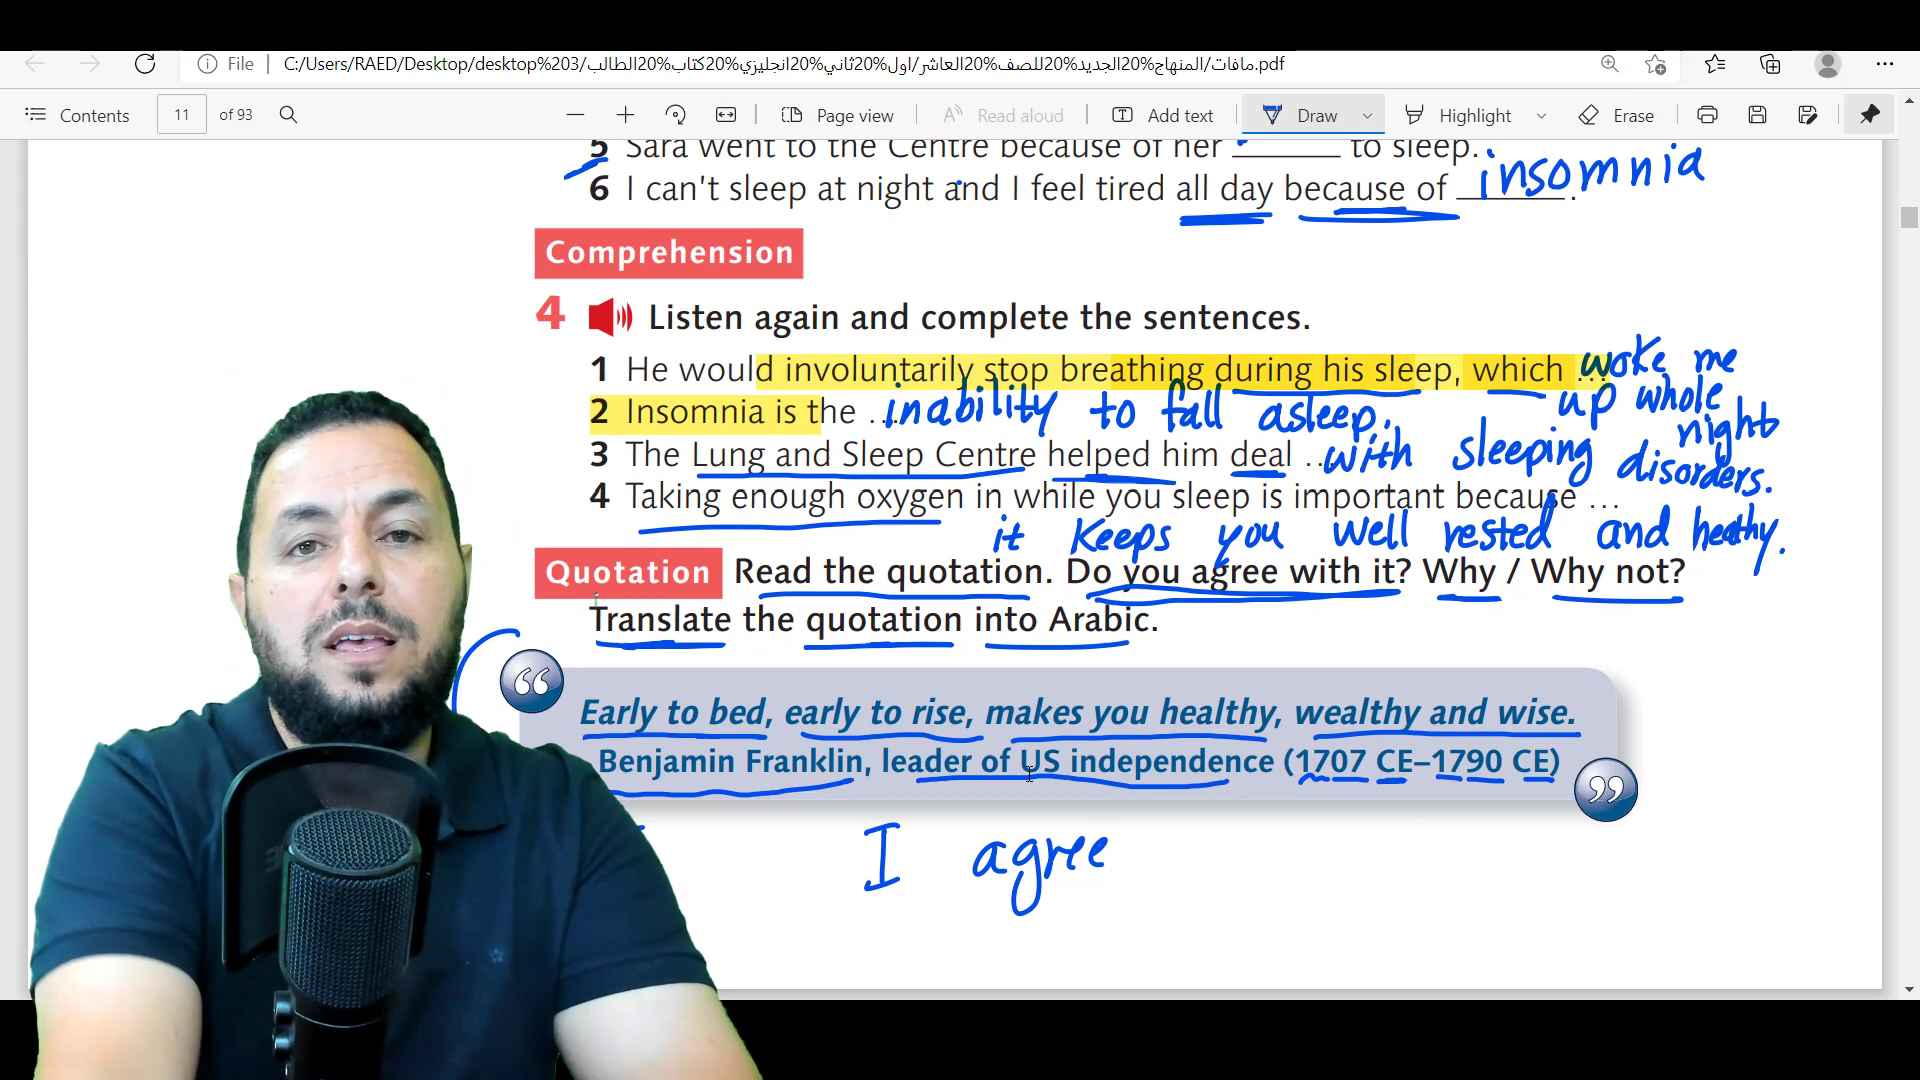 File C:/Users/RAED/Desktop/desktop%203/مافات/المنهاج%20الجديد%20للصف%20العاشر/اول%20ثاني%20انجليزي%20كتاب%20الطالب.pdf
Contents 11 of 93 Page view Read aloud Add text Draw Highlight Erase
5 Sara went to the Centre because of her ________ to sleep.
6 I can't sleep at night and I feel tired all day because of ________. insomnia
Comprehension
4 Listen again and complete the sentences.
1 He would involuntarily stop breathing during his sleep, which ... woke me
up whole
night
2 Insomnia is the ... inability to fall asleep.
3 The Lung and Sleep Centre helped him deal ... with sleeping disorders.
4 Taking enough oxygen in while you sleep is important because ...
it keeps you well rested and heathy.
Quotation Read the quotation. Do you agree with it? Why / Why not?
Translate the quotation into Arabic.
“ Early to bed, early to rise, makes you healthy, wealthy and wise.
Benjamin Franklin, leader of US independence (1707 CE–1790 CE) ”
I agree